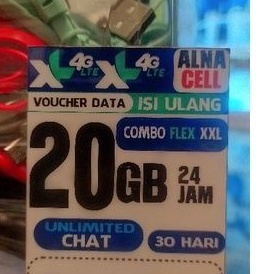 XL 4G LTE XL 4G LTE ALNA CELL
VOUCHER DATA ISI ULANG
COMBO FLEX XXL
20GB 24 JAM
UNLIMITED CHAT
30 HARI